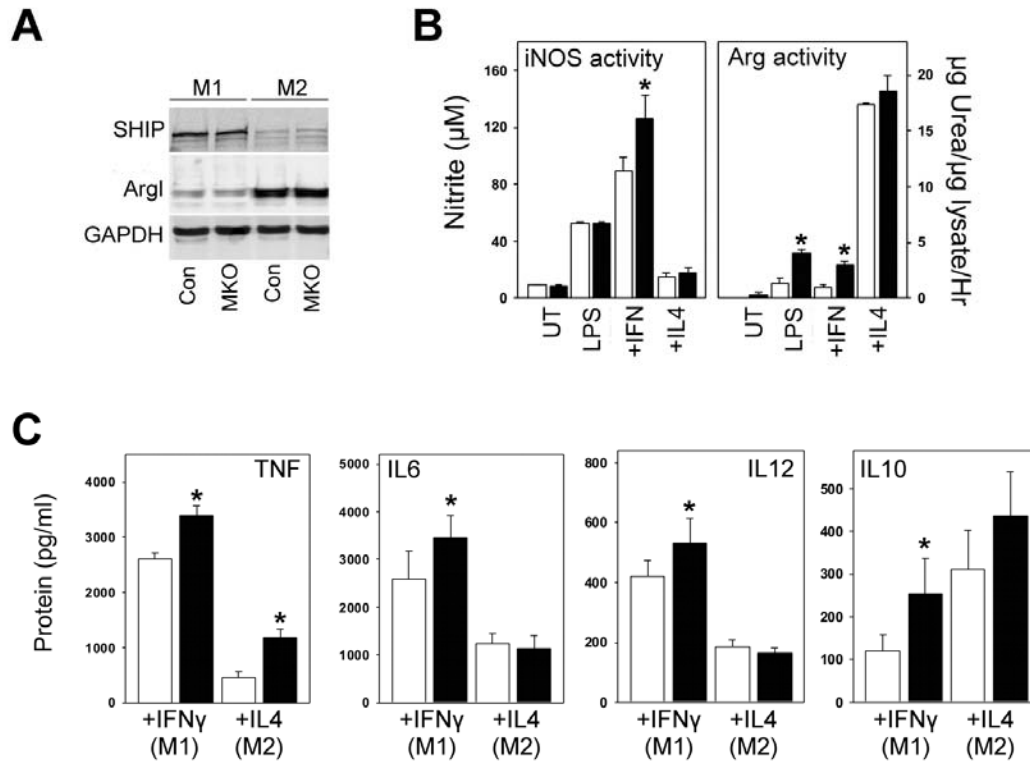 A
M1 M2
SHIP
ArgI
GAPDH
Con MKO Con MKO
B
iNOS activity
Arg activity
Nitrite (µM)
160
120
80
40
0
*
UT LPS +IFN +IL4
* *
UT LPS +IFN +IL4
20
15
10
5
0
µg Urea/µg lysate/Hr
C
Protein (pg/ml)
TNF
4000
3000
2000
1000
0
* *
+IFNγ +IL4
(M1) (M2)
IL6
5000
4000
3000
2000
1000
0
*
+IFNγ +IL4
(M1) (M2)
IL12
800
600
400
200
0
*
+IFNγ +IL4
(M1) (M2)
IL10
500
400
300
200
100
0
*
+IFNγ +IL4
(M1) (M2)